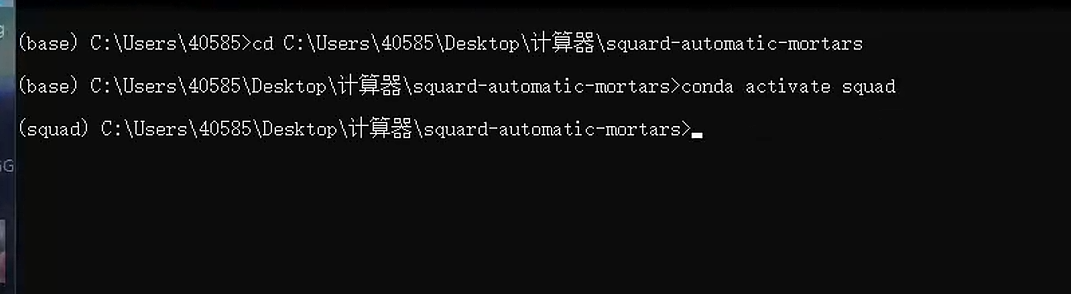 (base) C:\Users\40585>cd C:\Users\40585\Desktop\计算器\squard-automatic-mortars
(base) C:\Users\40585\Desktop\计算器\squard-automatic-mortars>conda activate squad
(squad) C:\Users\40585\Desktop\计算器\squard-automatic-mortars>